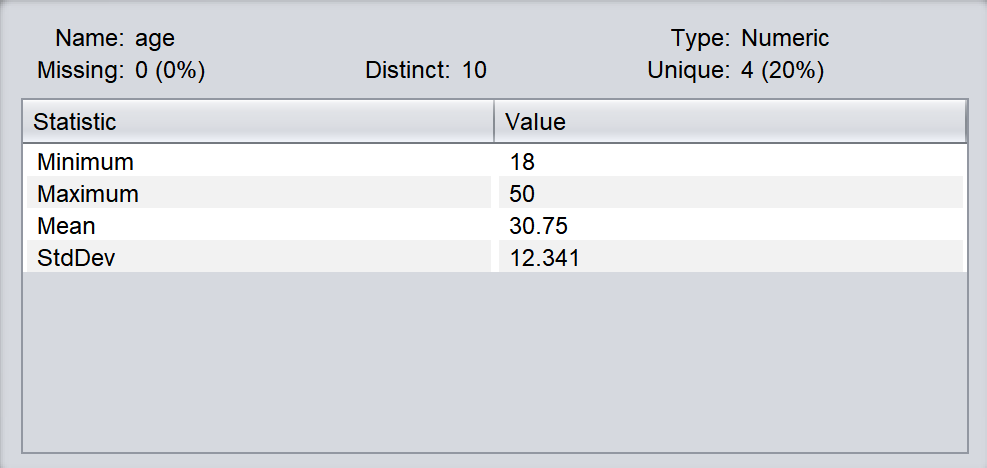 Name: age Type: Numeric
Missing: 0 (0%) Distinct: 10 Unique: 4 (20%)
Statistic Value
Minimum 18
Maximum 50
Mean 30.75
StdDev 12.341